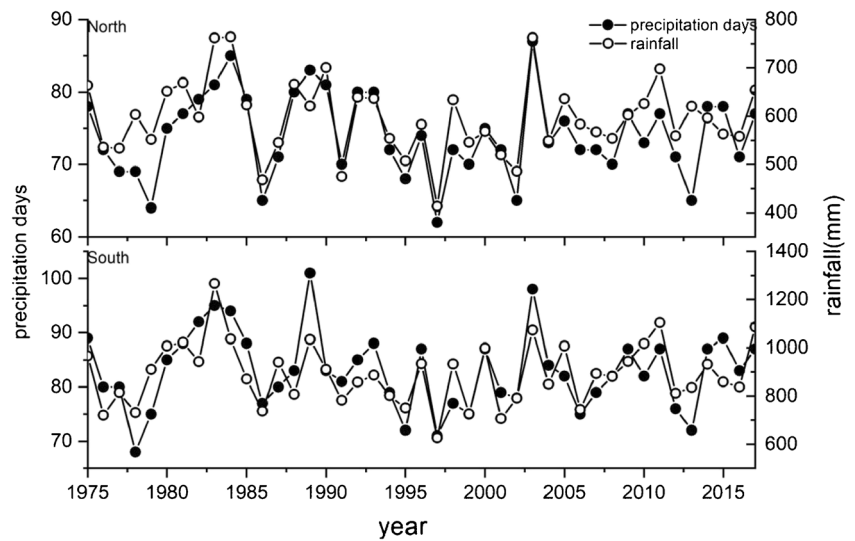 North
precipitation days
rainfall
90
80
70
60
800
700
600
500
400
South
100
90
80
70
1400
1200
1000
800
600
precipitation days
rainfall(mm)
1975 1980 1985 1990 1995 2000 2005 2010 2015
year